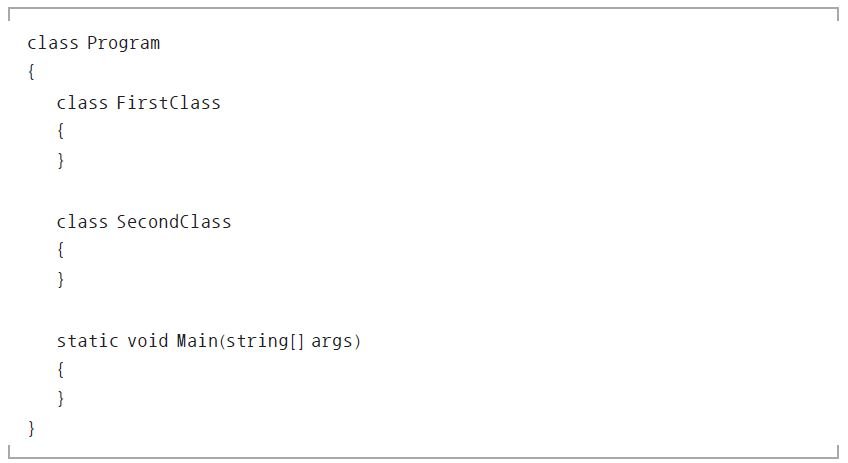 class Program
{
class FirstClass
{
}
class SecondClass
{
}
static void Main(string[] args)
{
}
}